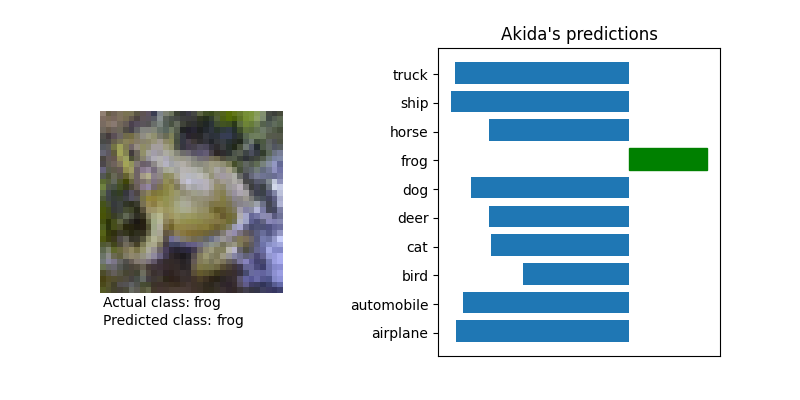 Akida's predictions
truck
ship
horse
frog
dog
deer
cat
bird
automobile
airplane
Actual class: frog
Predicted class: frog